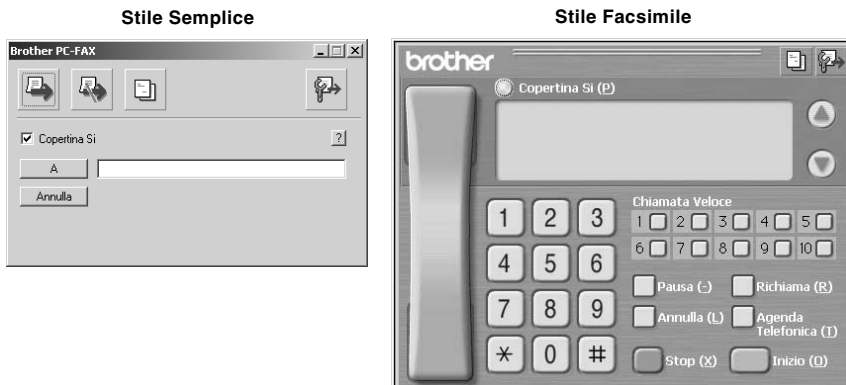 Stile Semplice
Brother PC-FAX
Copertina Si
?
A
Annulla
Stile Facsimile
brother
Copertina Si (P)
Chiamata Veloce
1 2 3 4 5
6 7 8 9 10
1 2 3
4 5 6
7 8 9
* 0 #
Pausa (-) Richiama (R)
Annulla (L) Agenda
Telefonica (T)
Stop (X) Inizio (O)